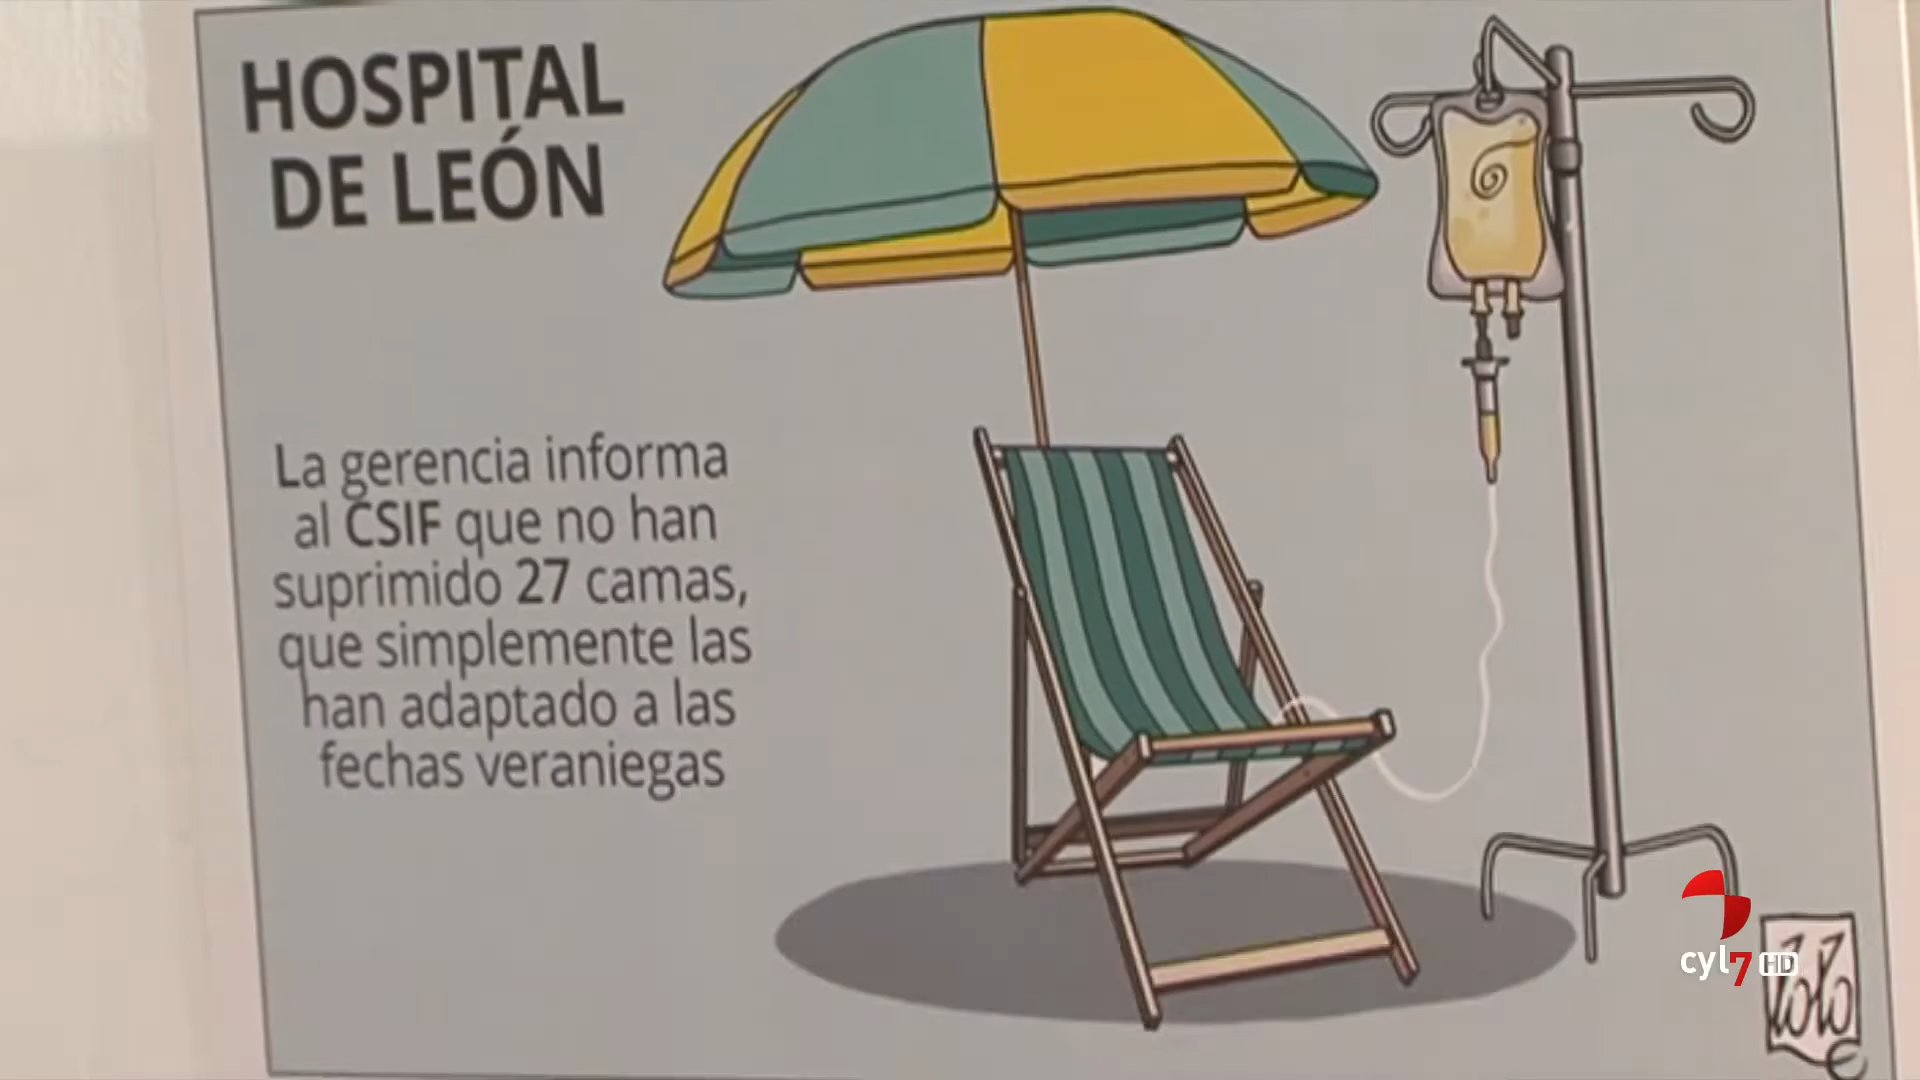 HOSPITAL
DE LEÓN
La gerencia informa
al CSIF que no han
suprimido 27 camas,
que simplemente las
han adaptado a las
fechas veraniegas
cyl7 HD
Lolo